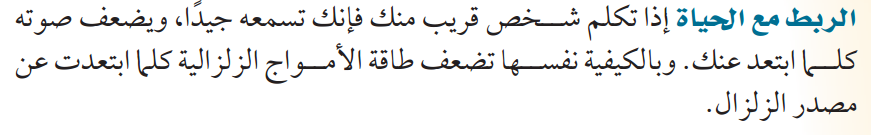 الربط مع الحياة إذا تكلم شخص قريب منك فإنك تسمعه جيدًا، ويضعف صوته
كلما ابتعد عنك. وبالكيفية نفسها تضعف طاقة الأمواج الزلزالية كلما ابتعدت عن
مصدر الزلزال.